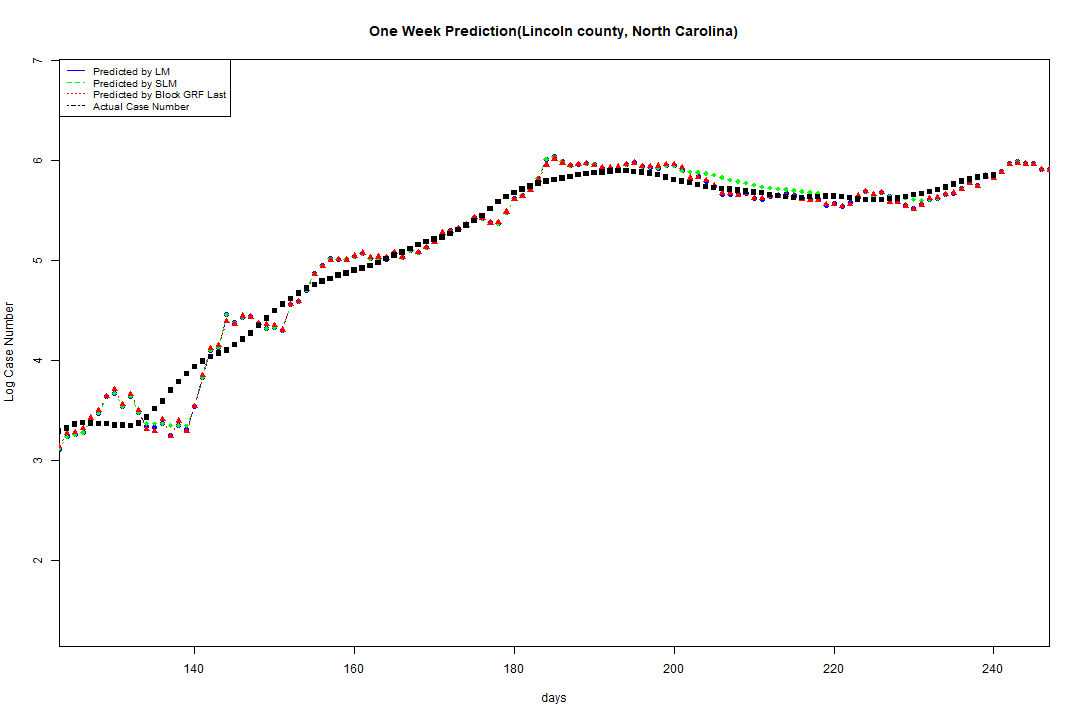 One Week Prediction(Lincoln county, North Carolina)
Predicted by LM
Predicted by SLM
Predicted by Block GRF Last
Actual Case Number
7
6
5
4
3
2
Log Case Number
140 160 180 200 220 240
days